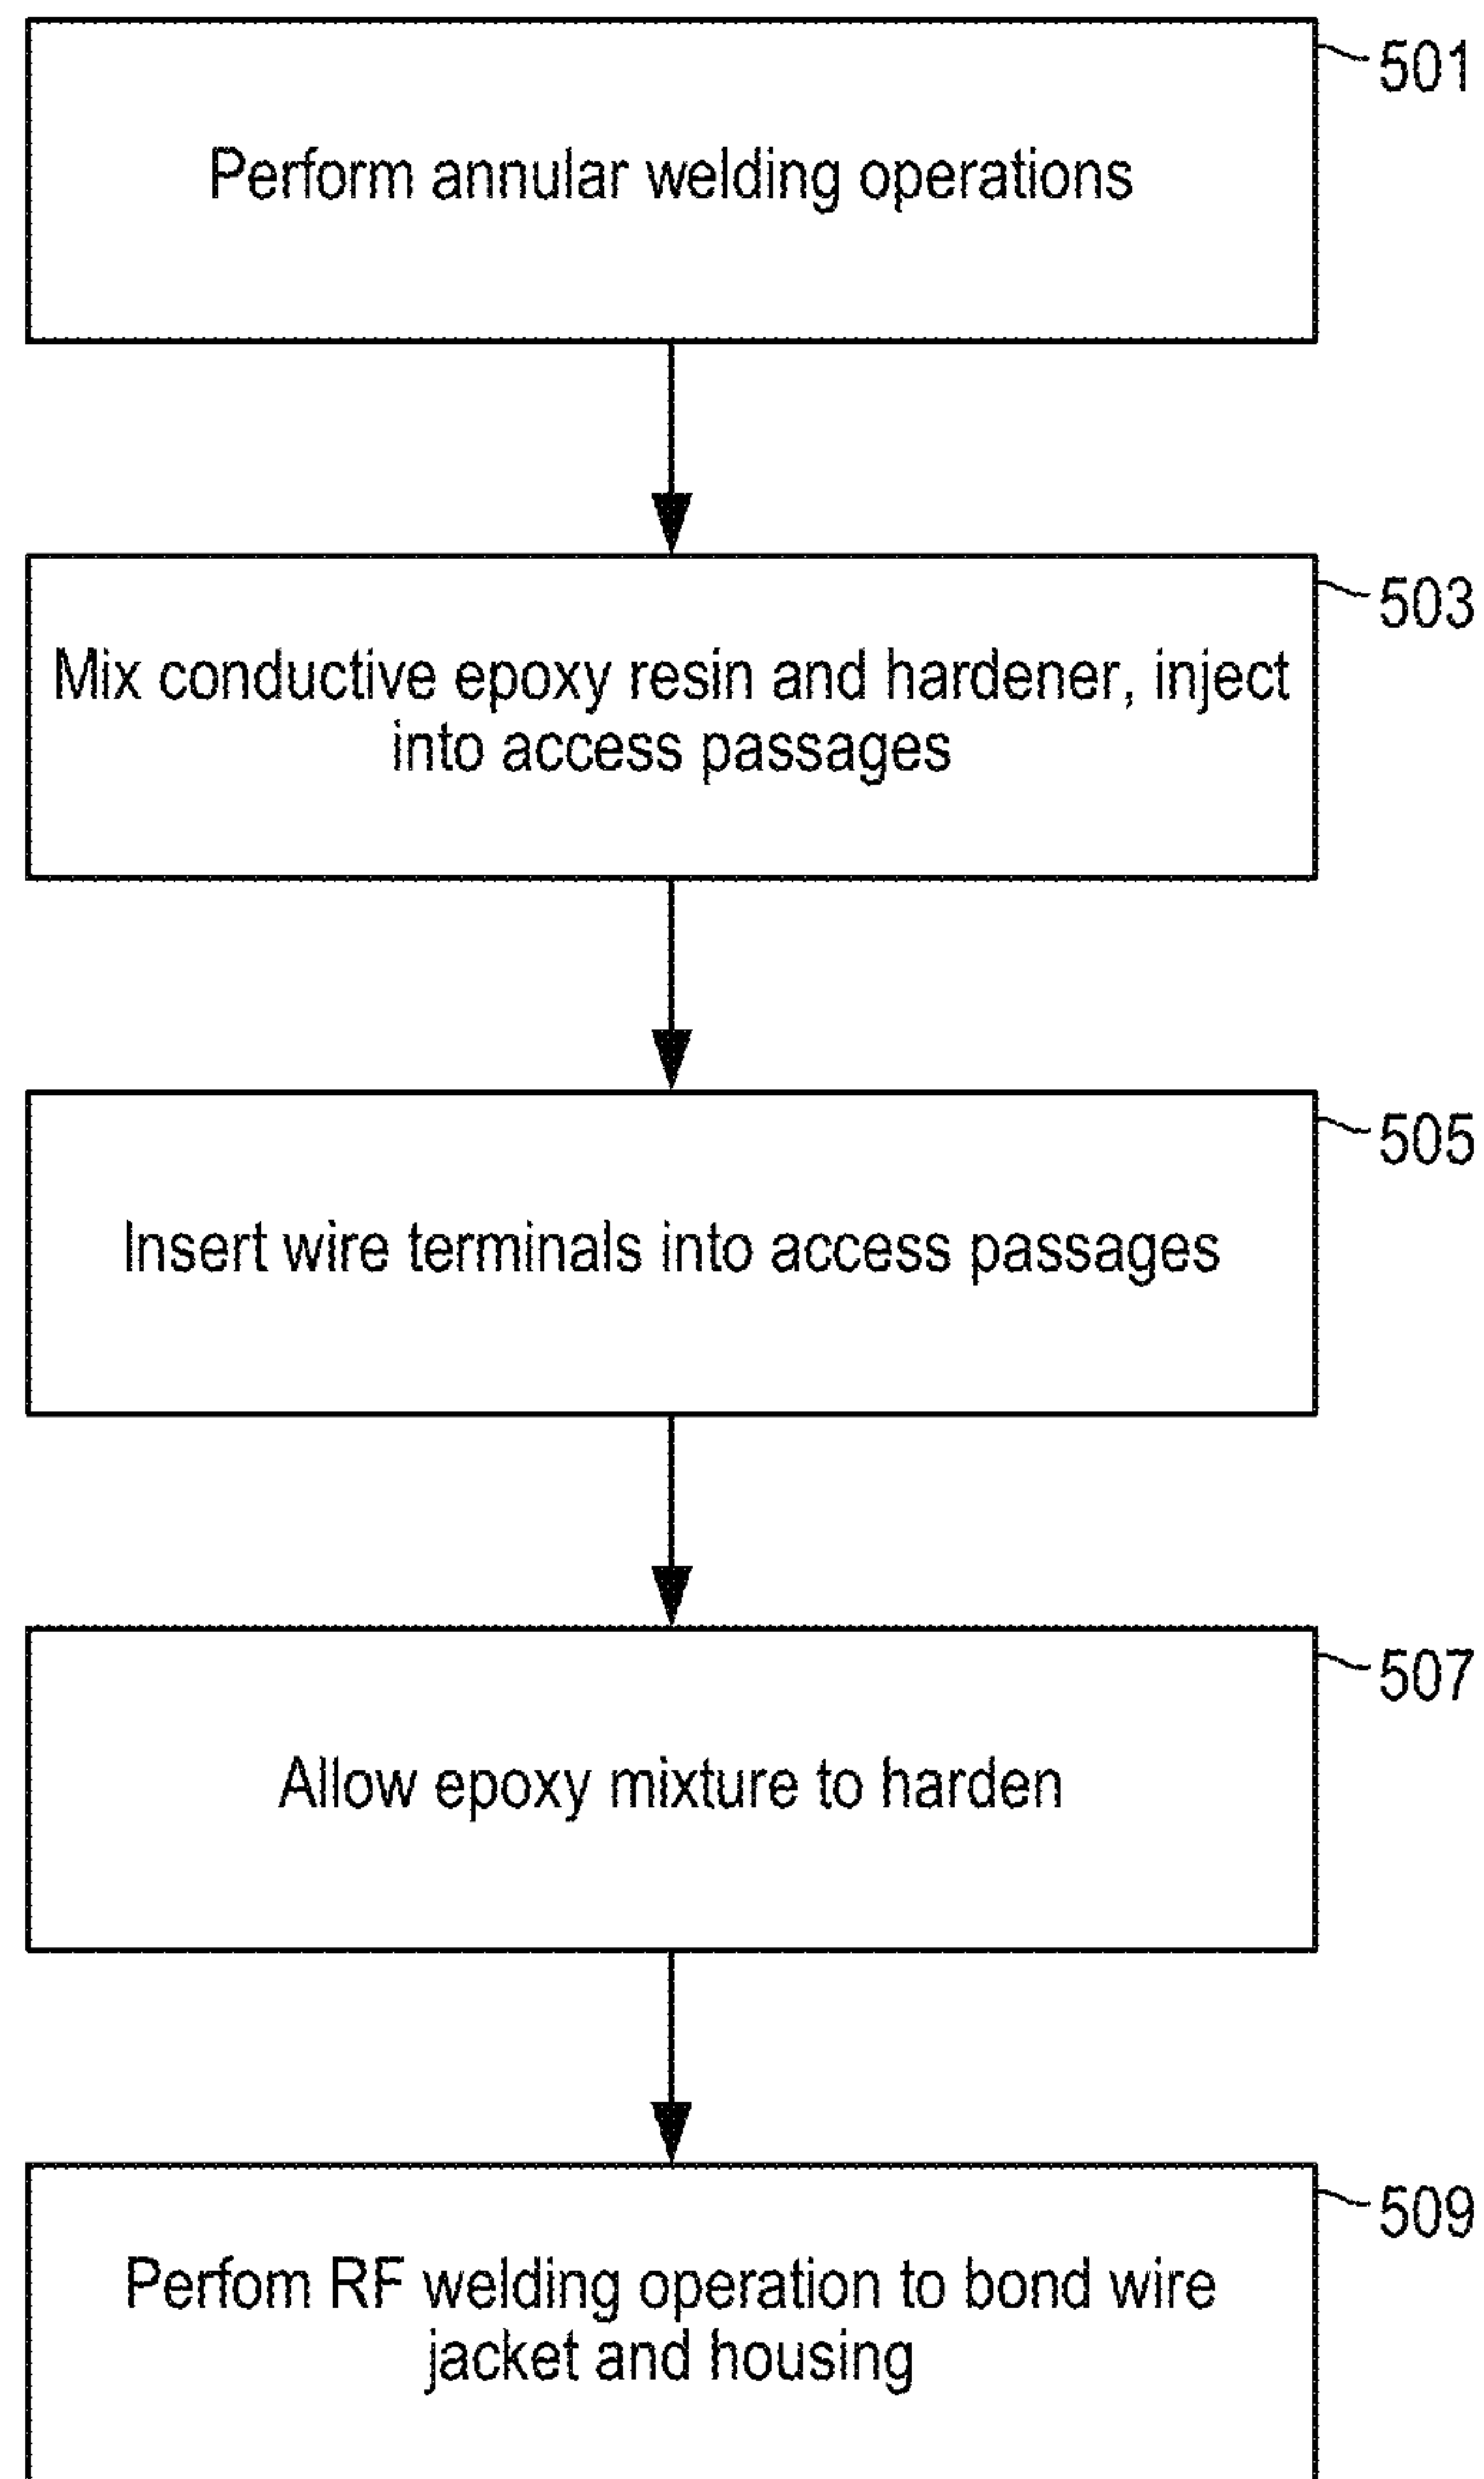 501
Perform annular welding operations
503
Mix conductive epoxy resin and hardener, inject
into access passages
505
Insert wire terminals into access passages
507
Allow epoxy mixture to harden
509
Perfom RF welding operation to bond wire
jacket and housing